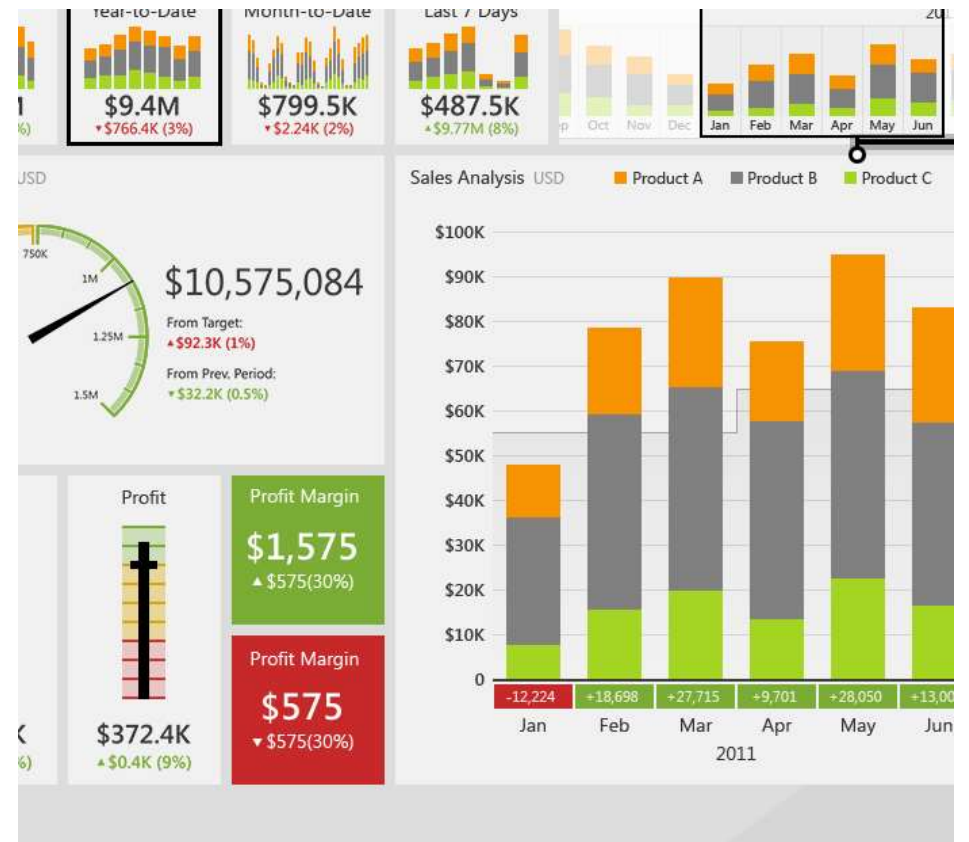 Year-to-Date
Month-to-Date
Last 7 Days
$9.4M
▾$766.4K (3%)
$799.5K
▾$2.24K (2%)
$487.5K
▴$9.77M (8%)
Oct Nov Dec Jan Feb Mar Apr May Jun
USD
750K
1M
1.25M
1.5M
$10,575,084
From Target:
▴$92.3K (1%)
From Prev. Period:
▾$32.2K (0.5%)
Sales Analysis USD
Product A
Product B
Product C
$100K
$90K
$80K
$70K
$60K
$50K
$40K
$30K
$20K
$10K
0
-12,224 +18,698 +27,715 +9,701 +28,050 +13,00
Jan Feb Mar Apr May Jun
2011
Profit
$372.4K
▴$0.4K (9%)
Profit Margin
$1,575
▴ $575(30%)
Profit Margin
$575
▾ $575(30%)